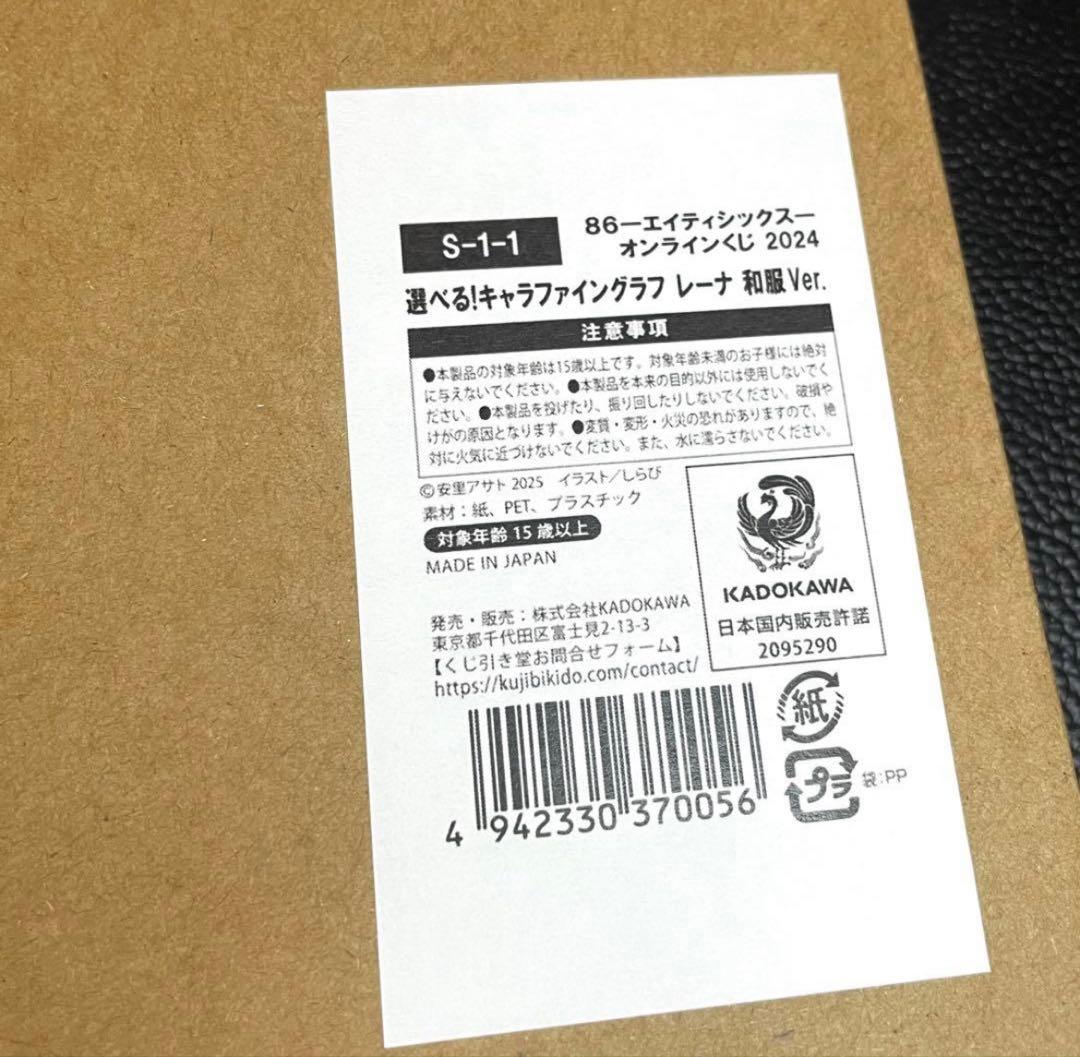 S-1-1
86―エイティシックス―
オンラインくじ 2024
選べる!キャラファイングラフ レーナ 和服Ver.
注意事項
●本製品の対象年齢は15歳以上です。対象年齢未満のお子様には絶対
に与えないでください。●本製品を本来の目的以外には使用しないでく
ださい。●本製品を投げたり、振り回したりしないでください。破損や
けがの原因となります。●変質・変形・火災の恐れがありますので、絶
対に火気に近づけないでください。また、水に濡らさないでください。
©安里アサト 2025 イラスト/しらび
素材:紙、PET、プラスチック
対象年齢 15 歳以上
MADE IN JAPAN
発売・販売:株式会社KADOKAWA
東京都千代田区富士見2-13-3
【くじ引き堂お問合せフォーム】
https://kujibikido.com/contact/
KADOKAWA
日本国内販売許諾
2095290
紙
プラ
袋:PP
4 942330 370056